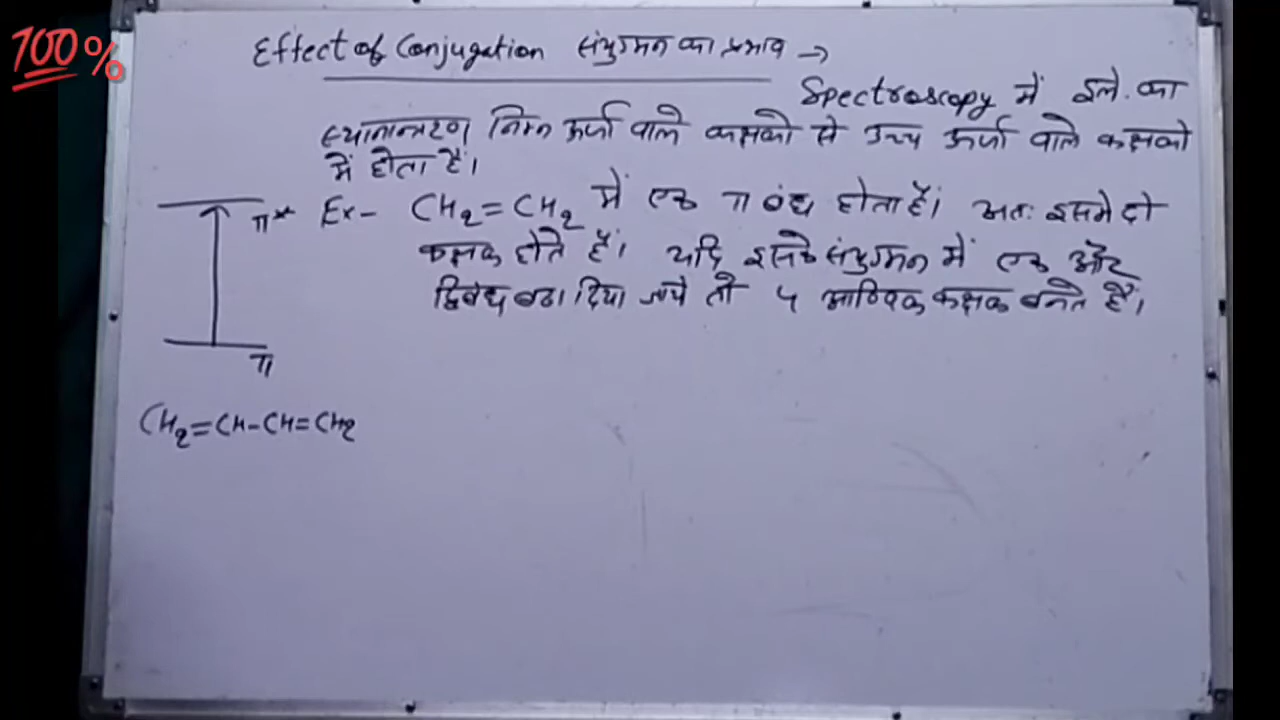 100%
Effect of Conjugation संयुग्मन का प्रभाव →
Spectroscopy में इले. का
स्थानान्तरण निम्न ऊर्जा वाले कक्षको से उच्च ऊर्जा वाले कक्षको
में होता है।
π* Ex- CH2=CH2 में एक π बंध होता है। अतः इसमे दो
कक्षक होते हैं। यदि इसके संयुग्मन में एक और
द्विबंध बढा दिया जाये तो 4 आण्विक कक्षक बनते हैं।
π
CH2=CH-CH=CH2